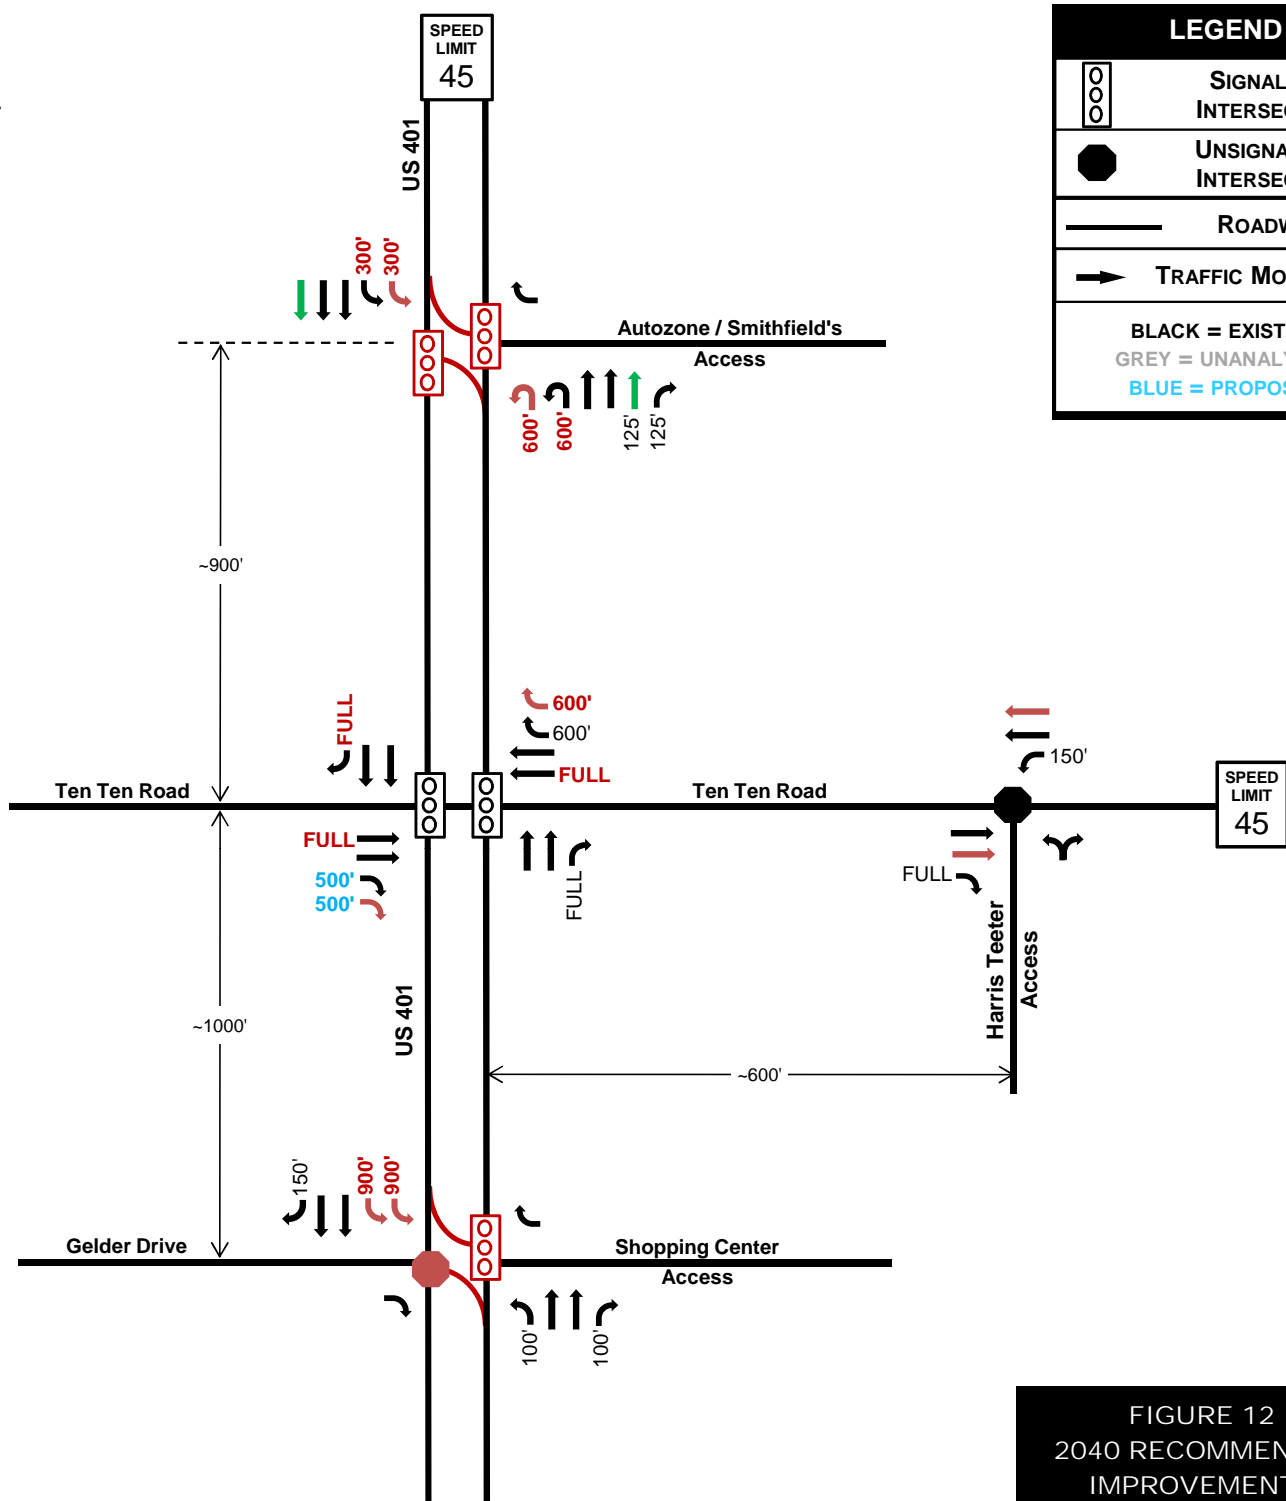 SPEED
LIMIT
45
US 401
LEGEND
SIGNAL
INTERSE
UNSIGNA
INTERSE
ROADW
TRAFFIC MO
BLACK = EXIST
GREY = UNANALY
BLUE = PROPOS
300'
300'
Autozone / Smithfield's
Access
600'
600'
125'
125'
~900'
FULL
600'
600'
FULL
150'
Ten Ten Road
Ten Ten Road
SPEED
LIMIT
45
FULL
500'
500'
FULL
FULL
Harris Teeter
Access
US 401
~1000'
~600'
150'
900'
900'
Gelder Drive
Shopping Center
Access
100'
100'
FIGURE 12
2040 RECOMMEN
IMPROVEMENT